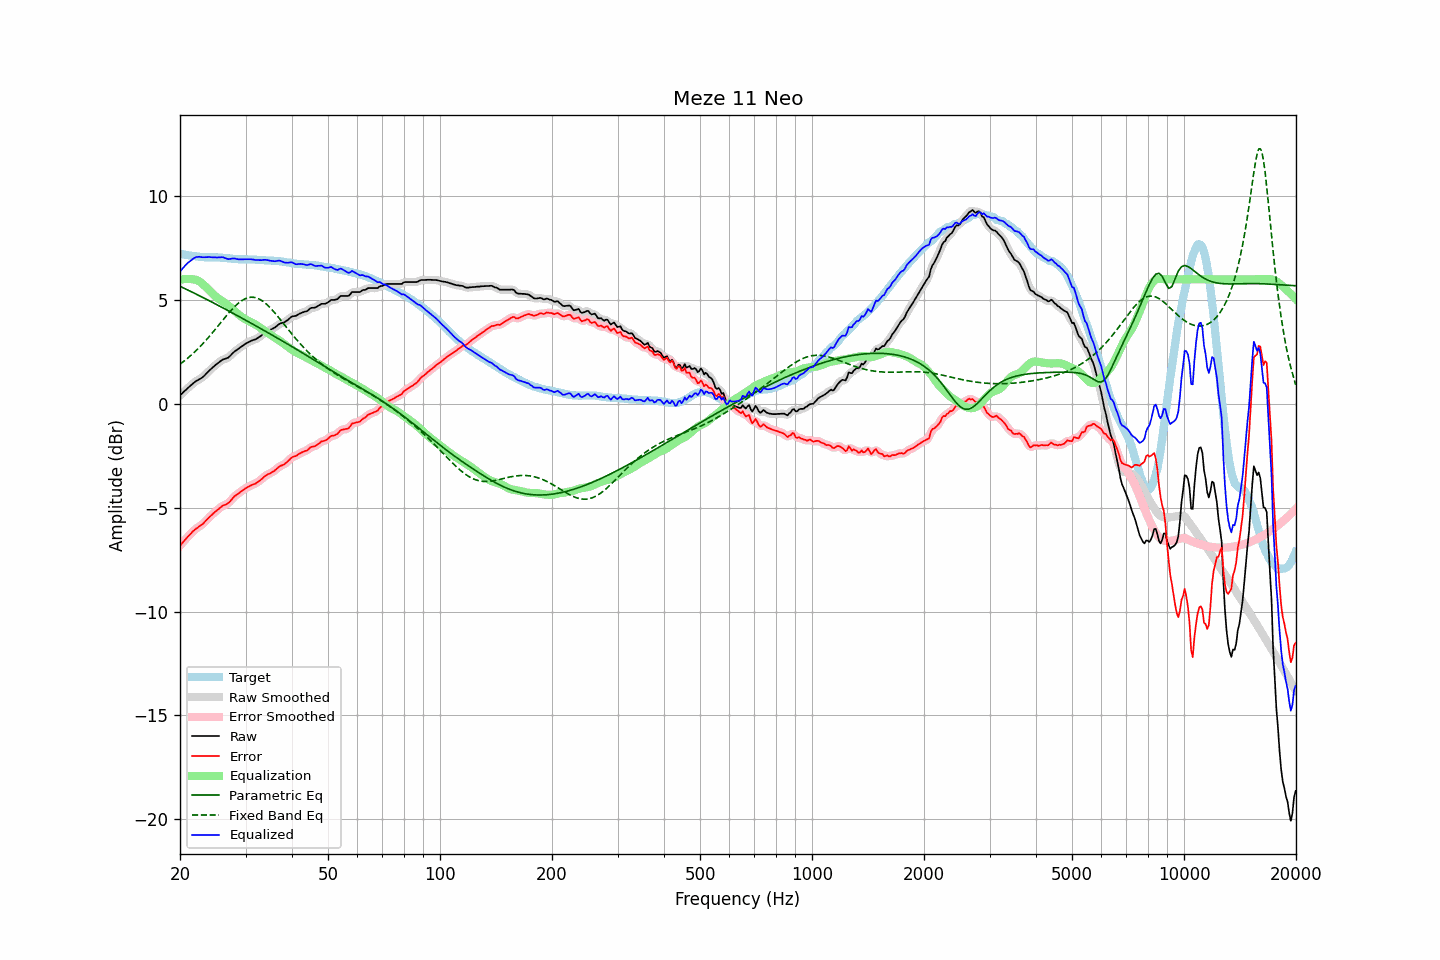 Meze 11 Neo
Amplitude (dBr)
10
5
0
−5
−10
−15
−20
Target
Raw Smoothed
Error Smoothed
Raw
Error
Equalization
Parametric Eq
Fixed Band Eq
Equalized
20 50 100 200 500 1000 2000 5000 10000 20000
Frequency (Hz)